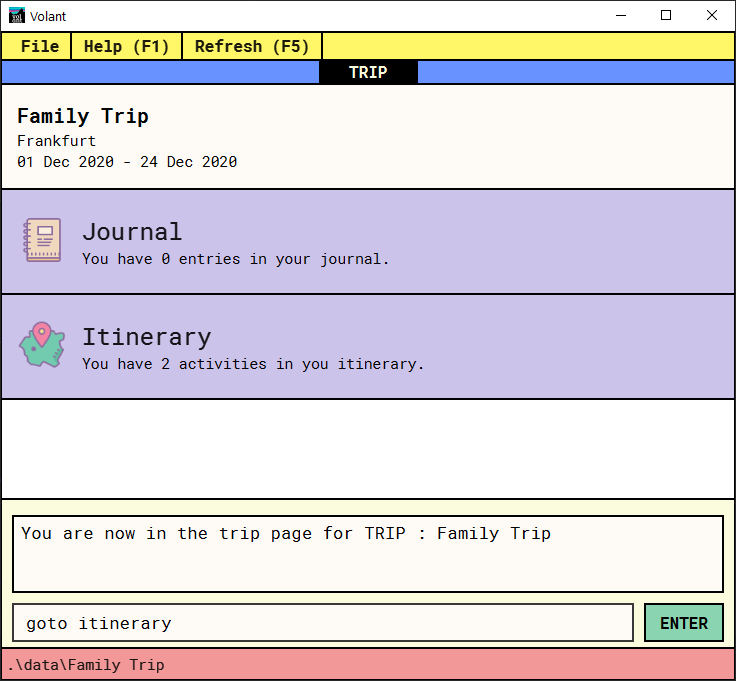 Volant
File Help (F1) Refresh (F5)
TRIP
Family Trip
Frankfurt
01 Dec 2020 - 24 Dec 2020
Journal
You have 0 entries in your journal.
Itinerary
You have 2 activities in you itinerary.
You are now in the trip page for TRIP : Family Trip
goto itinerary
ENTER
.\data\Family Trip